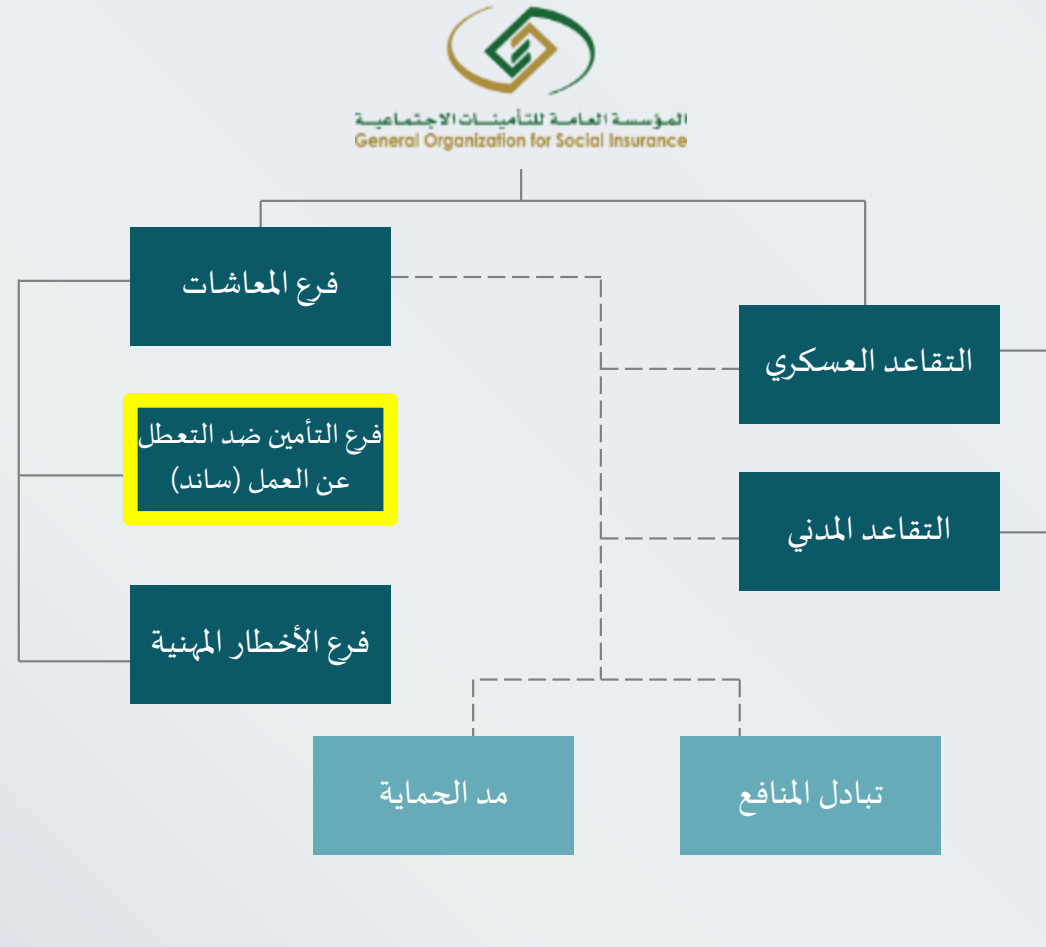 المؤسسة العامة للتأمينات الاجتماعية
General Organization for Social Insurance
فرع المعاشات
التقاعد العسكري
فرع التأمين ضد التعطل
عن العمل (ساند)
التقاعد المدني
فرع الأخطار المهنية
تبادل المنافع
مد الحماية